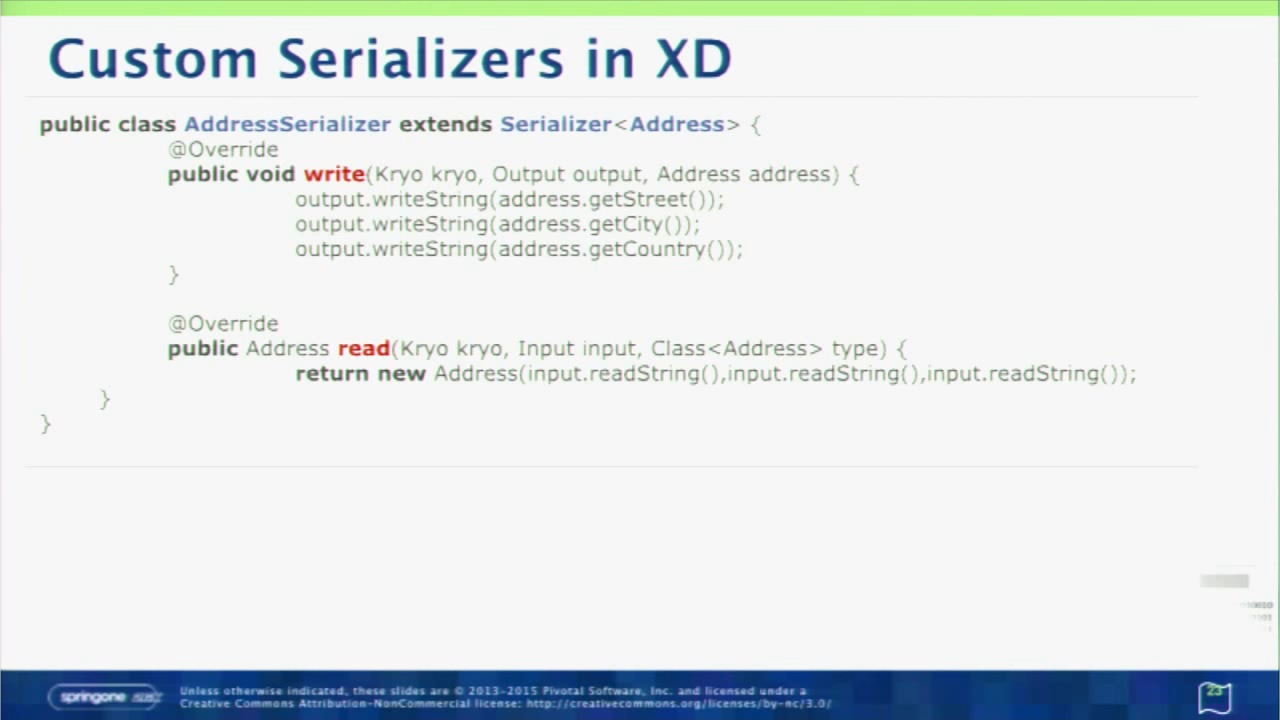 Custom Serializers in XD
public class AddressSerializer extends Serializer<Address> {
@Override
public void write(Kryo kryo, Output output, Address address) {
output.writeString(address.getStreet());
output.writeString(address.getCity());
output.writeString(address.getCountry());
}
@Override
public Address read(Kryo kryo, Input input, Class<Address> type) {
return new Address(input.readString(),input.readString(),input.readString());
}
}
springone
Unless otherwise indicated, these slides are © 2013-2015 Pivotal Software, Inc. and licensed under a
Creative Commons Attribution-NonCommercial license: http://creativecommons.org/licenses/by-nc/3.0/
23